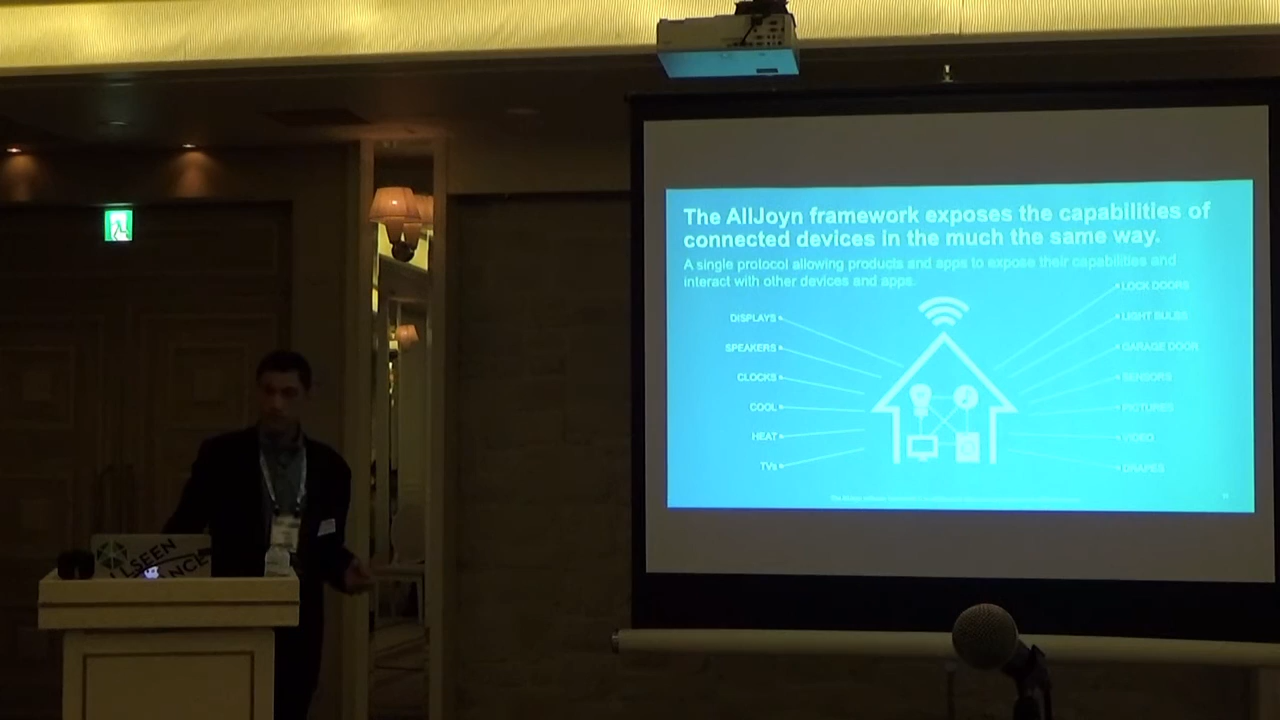 The AllJoyn framework exposes the capabilities of
connected devices in the much the same way.
A single protocol allowing products and apps to expose their capabilities and
interact with other devices and apps.
DISPLAYS
SPEAKERS
CLOCKS
COOL
HEAT
TVs
LOCK DOORS
LIGHT BULBS
GARAGE DOOR
SENSORS
PICTURES
VIDEO
DRAPES
LSEEN